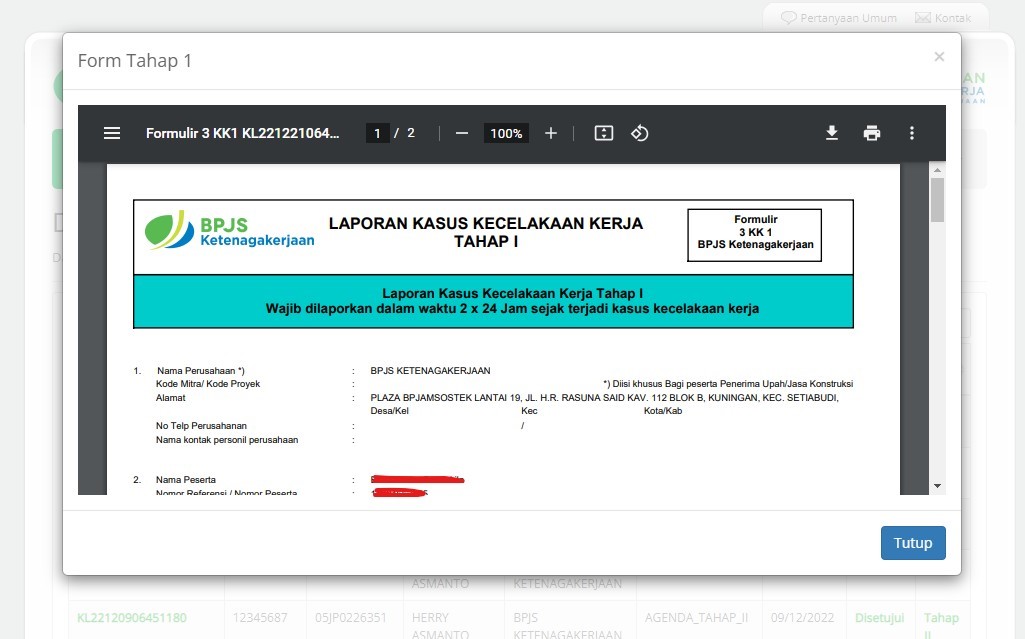 Pertanyaan Umum Kontak
Form Tahap 1 ×
Formulir 3 KK1 KL221221064... 1 / 2 100%
BPJS
Ketenagakerjaan
LAPORAN KASUS KECELAKAAN KERJA
TAHAP I
Formulir
3 KK 1
BPJS Ketenagakerjaan
Laporan Kasus Kecelakaan Kerja Tahap I
Wajib dilaporkan dalam waktu 2 x 24 Jam sejak terjadi kasus kecelakaan kerja
1. Nama Perusahaan *) : BPJS KETENAGAKERJAAN
Kode Mitra/ Kode Proyek : *) Diisi khusus Bagi peserta Penerima Upah/Jasa Konstruksi
Alamat : PLAZA BPJAMSOSTEK LANTAI 19, JL. H.R. RASUNA SAID KAV. 112 BLOK B, KUNINGAN, KEC. SETIABUDI,
Desa/Kel Kec Kota/Kab
No Telp Perusahanan : /
Nama kontak personil perusahaan :
2. Nama Peserta :
Nomor Referensi / Nomor Peserta :
Tutup
ASMANTO KETENAGAKERJAAN
KL22120906451180 12345687 05JP0226351 HERRY BPJS AGENDA_TAHAP_II 09/12/2022 Disetujui Tahap
ASMANTO KETENAGAKERJAAN II